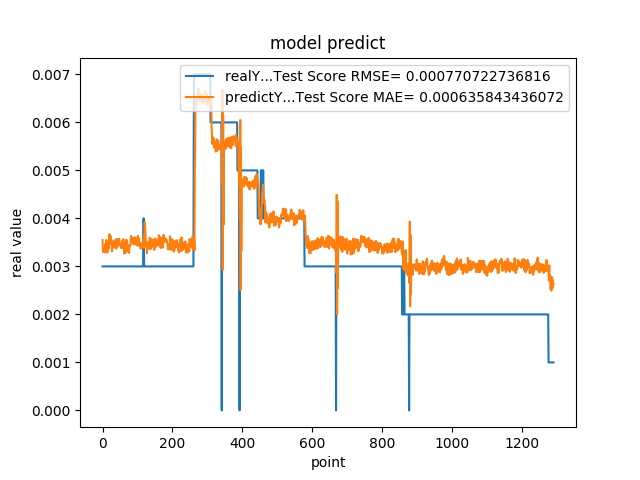 model predict
realY...Test Score RMSE= 0.000770722736816
predictY...Test Score MAE= 0.000635843436072
0.007
0.006
0.005
0.004
0.003
0.002
0.001
0.000
real value
0 200 400 600 800 1000 1200
point